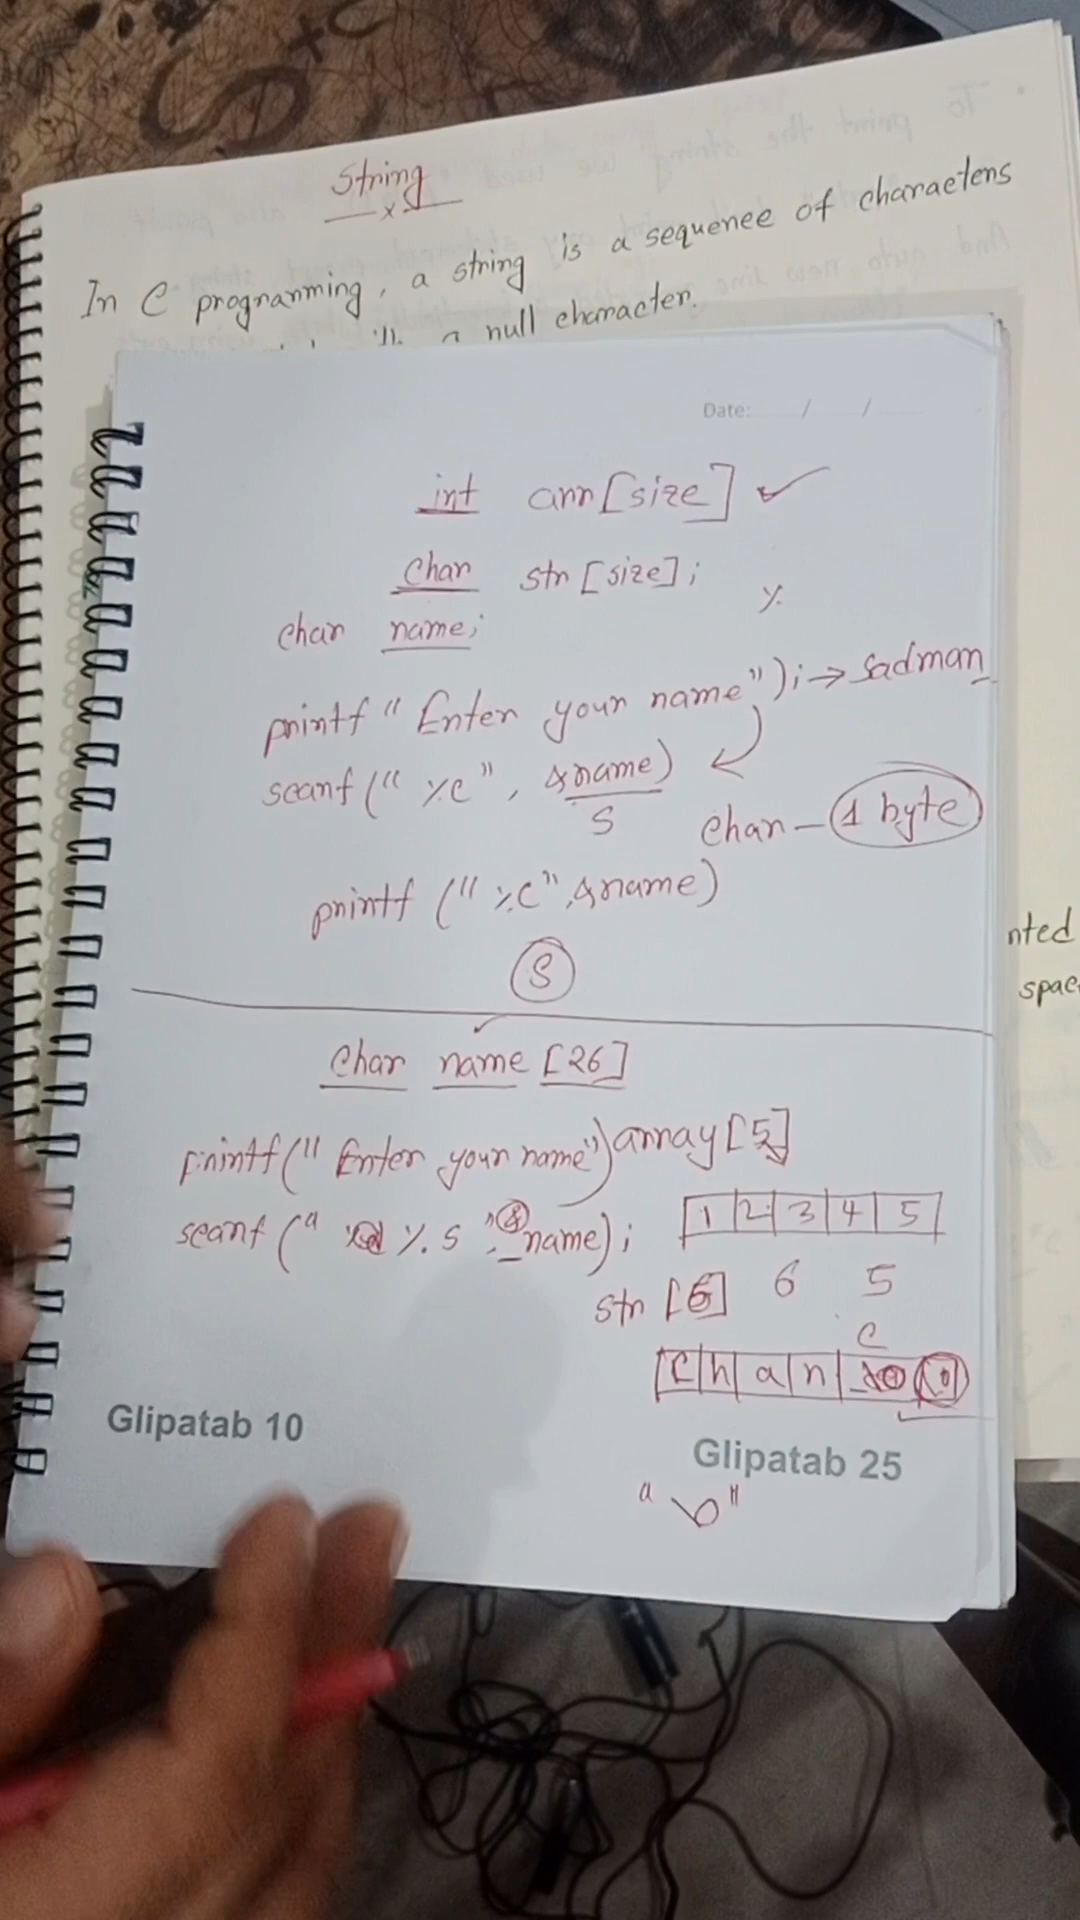 String
x
In C programming, a string is a sequence of characters
a null character.
Date: / /
int arr [size] ✓
char str [size];
char name;
%
printf " Enter your name" ); → Sadman
scanf (" %c", &name)
S
char - 1 byte
printf (" %c", &name)
S
nted
spac
char name [26]
printf(" Enter your name")
array [5]
scanf (" %s", & name);
1 2 3 4 5
str [6] 6 5
c
c h a r \0
Glipatab 10
Glipatab 25
"\0"